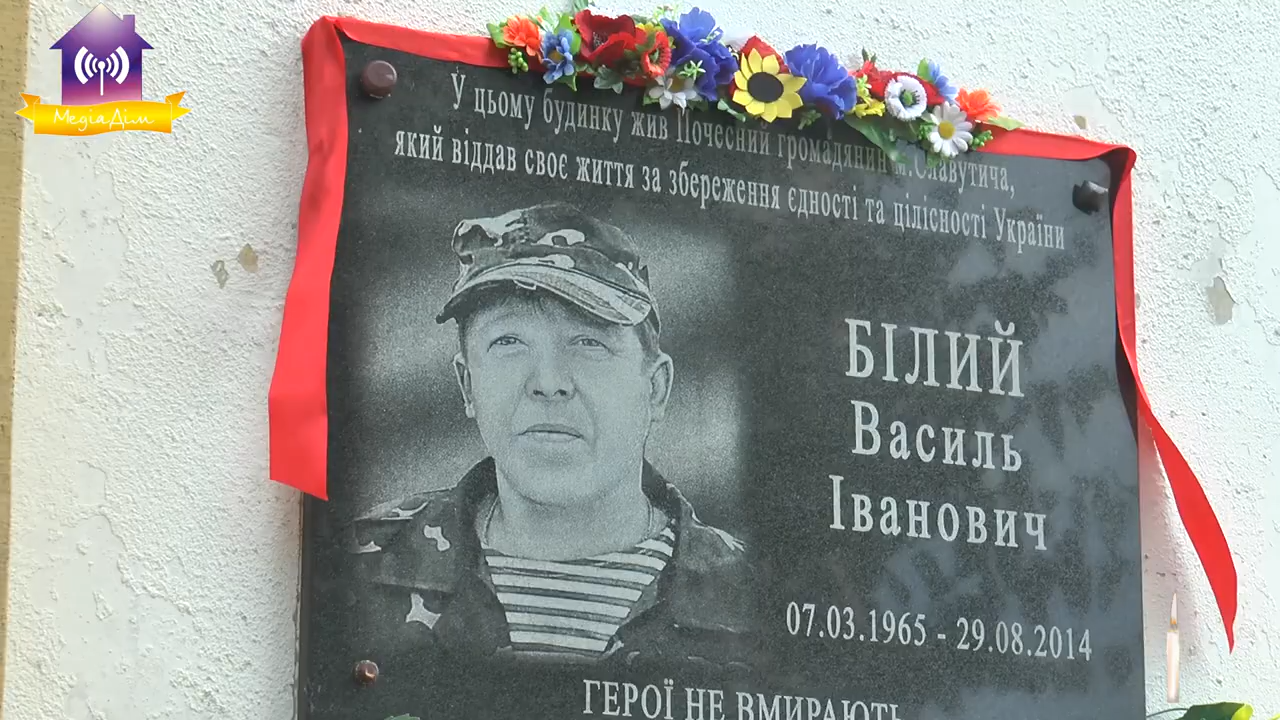 МедіаДім
У цьому будинку жив Почесний громадянин м.Славутича,
який віддав своє життя за збереження єдності та цілісності України
БІЛИЙ
Василь
Іванович
07.03.1965 - 29.08.2014
ГЕРОЇ НЕ ВМИРАЮТЬ